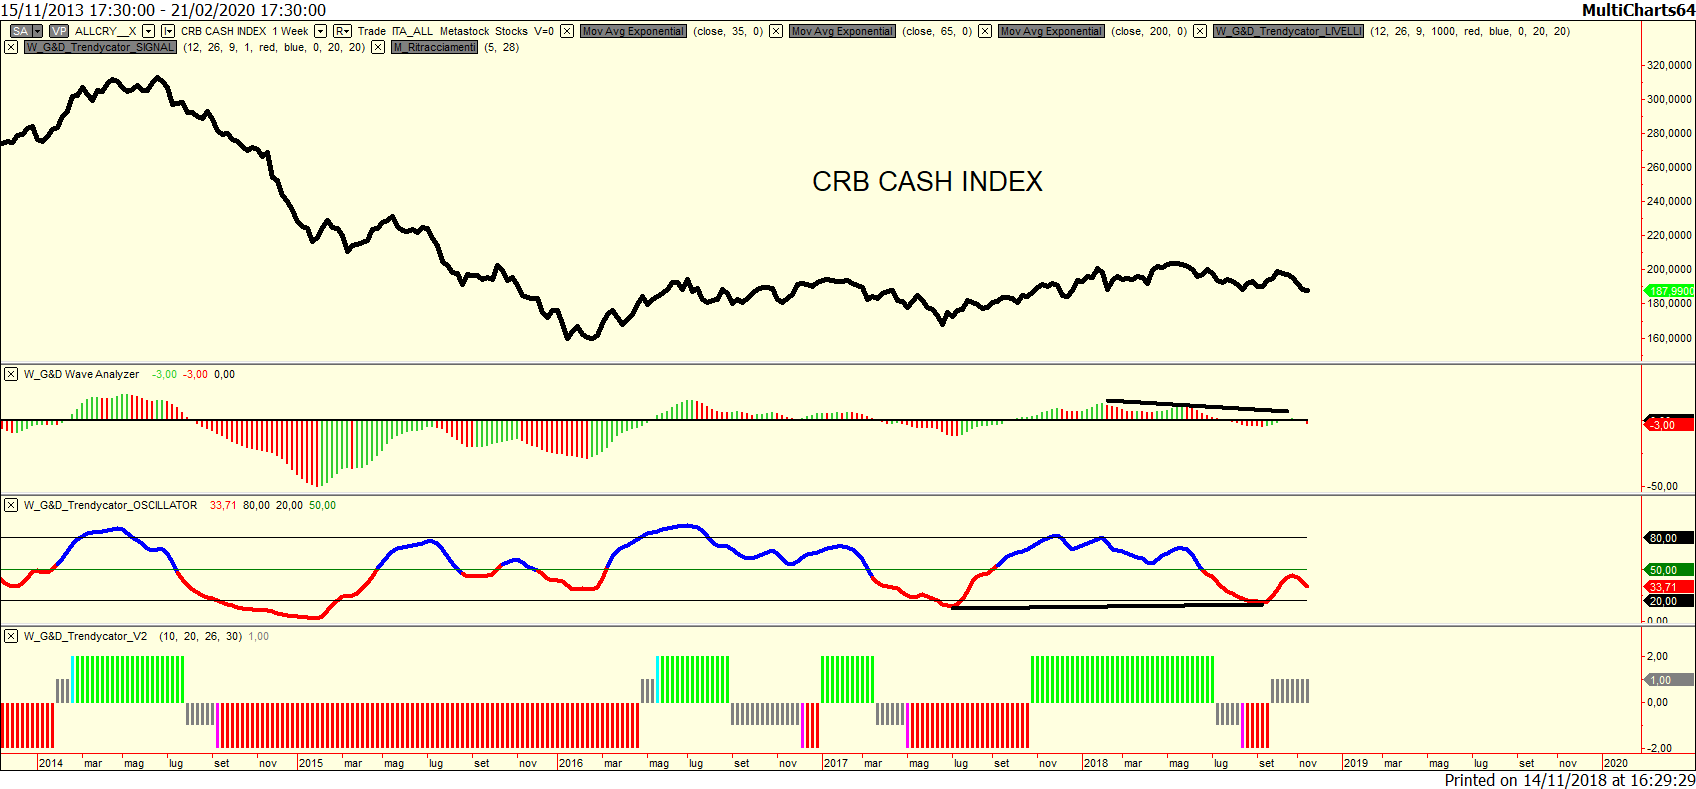 15/11/2013 17:30:00 - 21/02/2020 17:30:00 MultiCharts64
SA VP ALLCRY__X I CRB CASH INDEX 1 Week R Trade ITA_ALL Metastock Stocks V=0 Mov Avg Exponential (close, 35, 0) Mov Avg Exponential (close, 65, 0) Mov Avg Exponential (close, 200, 0) W_G&D_Trendycator_LIVELLI (12, 26, 9, 1000, red, blue, 0, 20, 20)
W_G&D_Trendycator_SIGNAL (12, 26, 9, 1, red, blue, 0, 20, 20) M_Ritracciamenti (5, 28)
320,0000
300,0000
280,0000
260,0000
CRB CASH INDEX
240,0000
220,0000
200,0000
187,9900
180,0000
160,0000
W_G&D Wave Analyzer -3,00 -3,00 0,00
-3,00
-50,00
W_G&D_Trendycator_OSCILLATOR 33,71 80,00 20,00 50,00
80,00
50,00
33,71
20,00
0,00
W_G&D_Trendycator_V2 (10, 20, 26, 30) 1,00
2,00
1,00
0,00
-2,00
2014 mar mag lug set nov 2015 mar mag lug set nov 2016 mar mag lug set nov 2017 mar mag lug set nov 2018 mar mag lug set nov 2019 mar mag lug set nov 2020
Printed on 14/11/2018 at 16:29:29